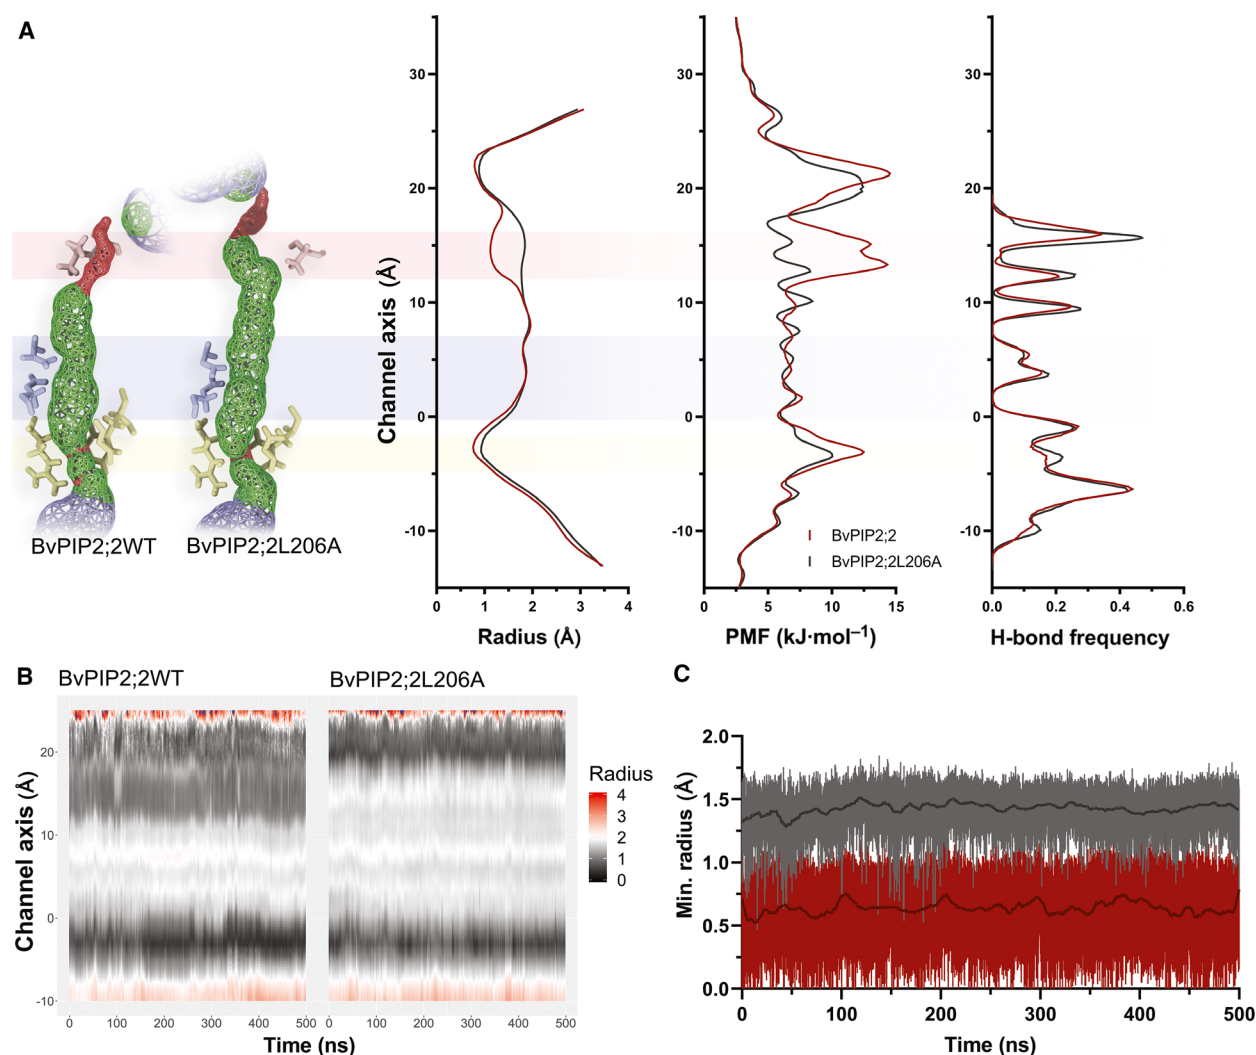 A
30
20
10
0
-10
Channel axis (Å)
0
1
2
3
4
Radius (Å)
30
20
10
0
-10
0
5
10
15
PMF (kJ·mol⁻¹)
BvPIP2;2
BvPIP2;2L206A
30
20
10
0
-10
0.0
0.2
0.4
0.6
H-bond frequency
BvPIP2;2WT
BvPIP2;2L206A
B
BvPIP2;2WT
BvPIP2;2L206A
20
10
0
-10
Channel axis (Å)
0 100 200 300 400 500
0 100 200 300 400 500
Time (ns)
Radius
4
3
2
1
0
C
2.0
1.5
1.0
0.5
0.0
Min. radius (Å)
0 100 200 300 400 500
Time (ns)